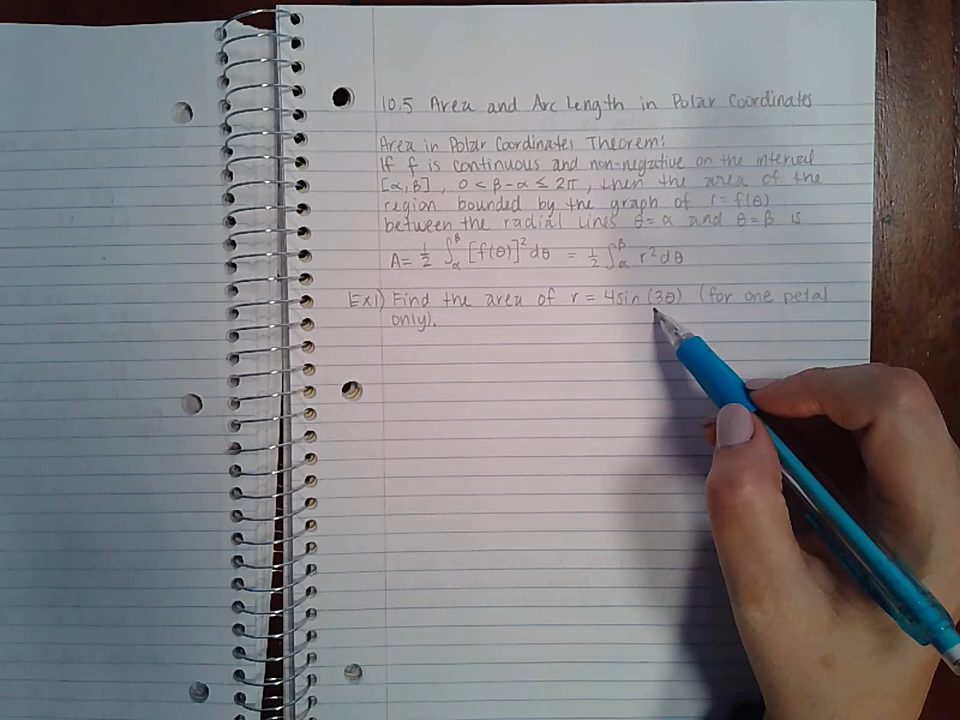 10.5 Area and Arc Length in Polar Coordinates
Area in Polar Coordinates Theorem:
If f is continuous and non-negative on the interval
[α, β], 0 < β - α ≤ 2π, then the area of the
region bounded by the graph of r = f(θ)
between the radial lines θ = α and θ = β is
A = ½ ∫_α^β [f(θ)]² dθ = ½ ∫_α^β r² dθ
Ex1) Find the area of r = 4sin(3θ) (for one petal
only).